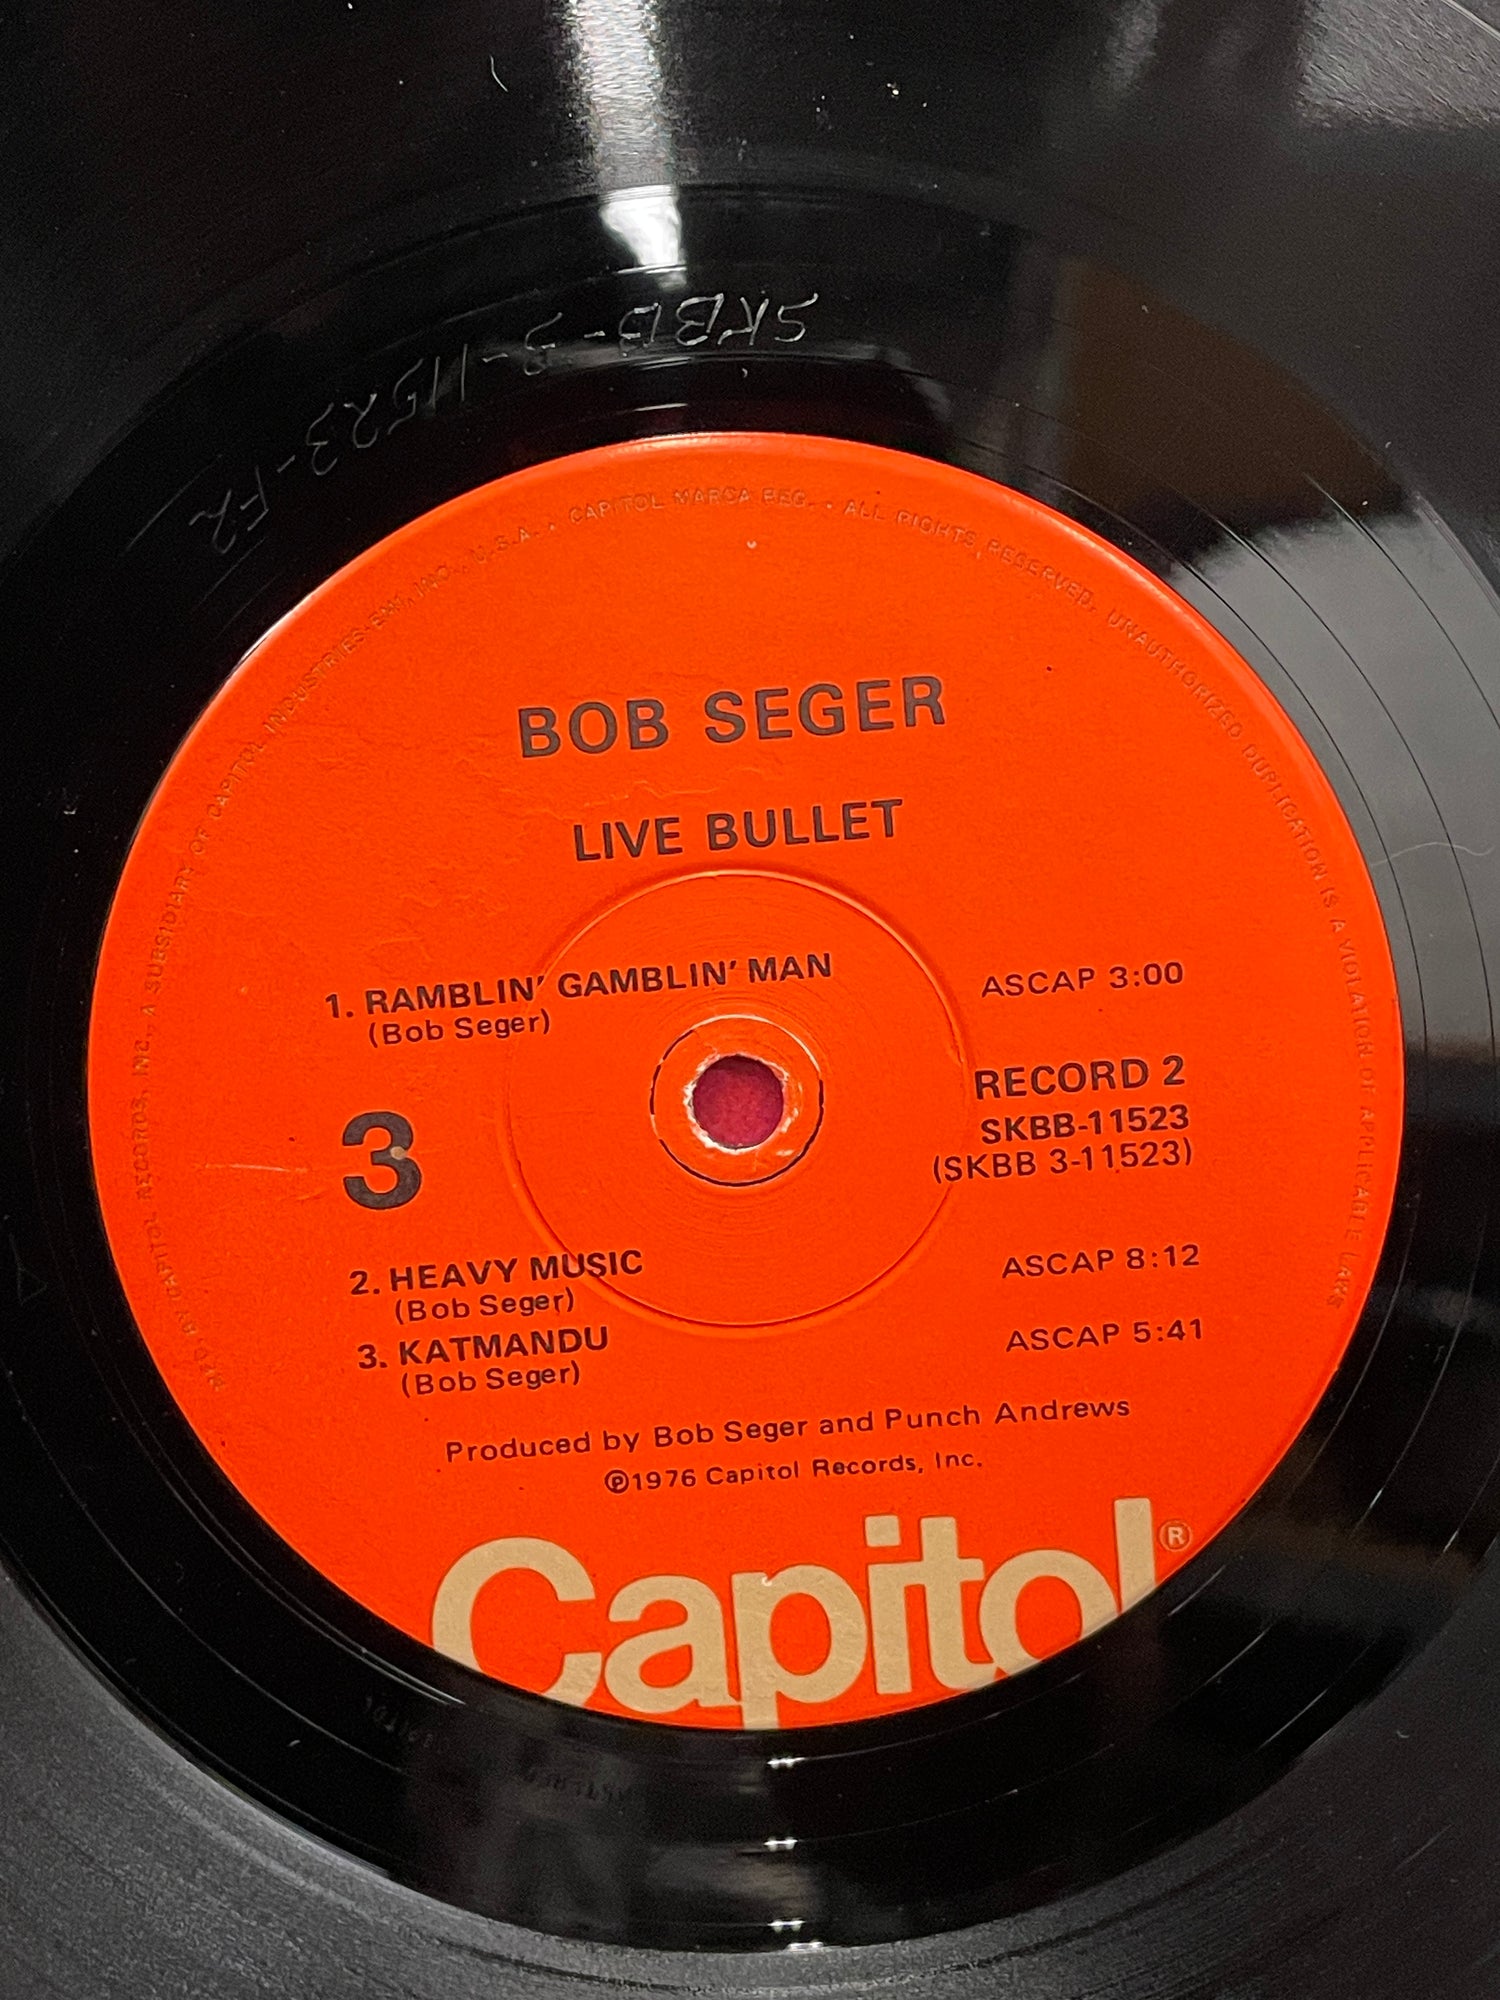 SKBB-3-11523-F2
MFD. BY CAPITOL RECORDS, INC., A SUBSIDIARY OF CAPITOL INDUSTRIES-EMI, INC., U.S.A. • CAPITOL MARCA REG. • ALL RIGHTS RESERVED. UNAUTHORIZED DUPLICATION IS A VIOLATION OF APPLICABLE LAWS
BOB SEGER
LIVE BULLET
1. RAMBLIN' GAMBLIN' MAN ASCAP 3:00
(Bob Seger)
RECORD 2
SKBB-11523
(SKBB 3-11523)
3
2. HEAVY MUSIC ASCAP 8:12
(Bob Seger)
3. KATMANDU ASCAP 5:41
(Bob Seger)
Produced by Bob Seger and Punch Andrews
Ⓟ1976 Capitol Records, Inc.
Capitol®